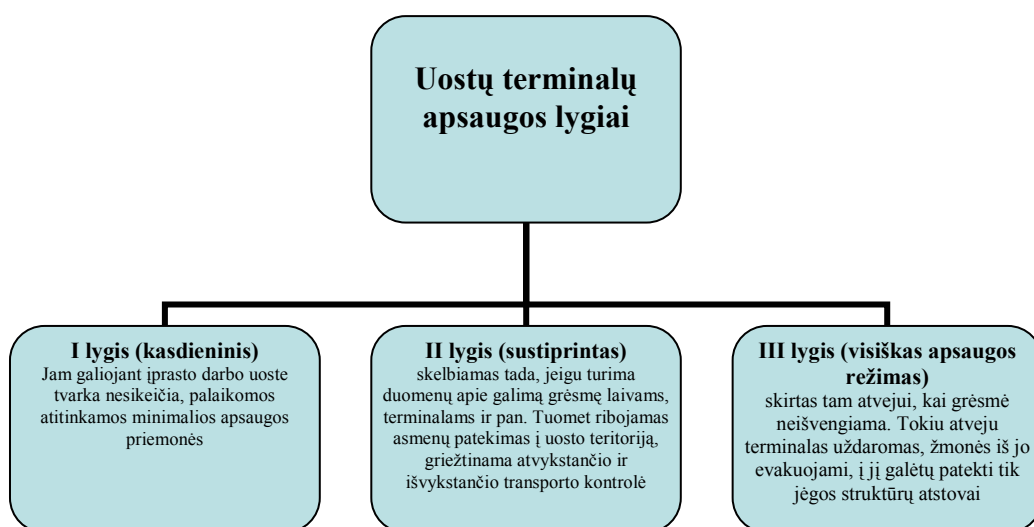 Uostų terminalų
apsaugos lygiai
I lygis (kasdieninis)
Jam galiojant įprasto darbo uoste
tvarka nesikeičia, palaikomos
atitinkamos minimalios apsaugos
priemonės
II lygis (sustiprintas)
skelbiamas tada, jeigu turima
duomenų apie galimą grėsmę laivams,
terminalams ir pan. Tuomet ribojamas
asmenų patekimas į uosto teritoriją,
griežtinama atvykstančio ir
išvykstančio transporto kontrolė
III lygis (visiškas apsaugos
režimas)
skirtas tam atvejui, kai grėsmė
neišvengiama. Tokiu atveju
terminalas uždaromas, žmonės iš jo
evakuojami, į jį galėtų patekti tik
jėgos struktūrų atstovai